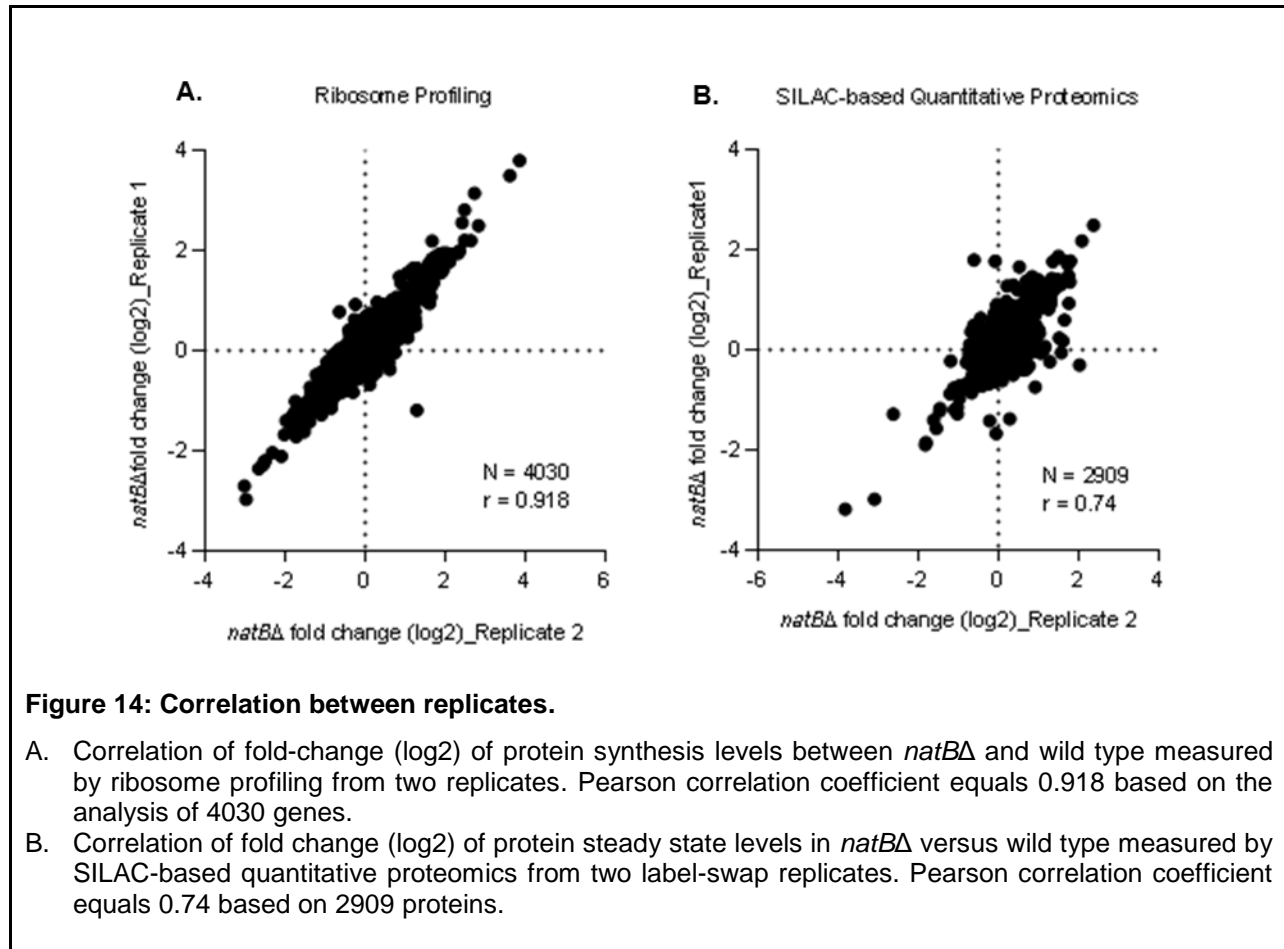 A.
Ribosome Profiling
natBΔfold change (log2)_Replicate 1
4
2
0
-2
-4
N = 4030
r = 0.918
-4
-2
0
2
4
6
natBΔ fold change (log2)_Replicate 2
B.
SILAC-based Quantitative Proteomics
natBΔ fold change (log2)_Replicate1
4
2
0
-2
-4
N = 2909
r = 0.74
-6
-4
-2
0
2
4
natBΔ fold change (log2)_Replicate 2
Figure 14: Correlation between replicates.
A. Correlation of fold-change (log2) of protein synthesis levels between natBΔ and wild type measured
by ribosome profiling from two replicates. Pearson correlation coefficient equals 0.918 based on the
analysis of 4030 genes.
B. Correlation of fold change (log2) of protein steady state levels in natBΔ versus wild type measured by
SILAC-based quantitative proteomics from two label-swap replicates. Pearson correlation coefficient
equals 0.74 based on 2909 proteins.